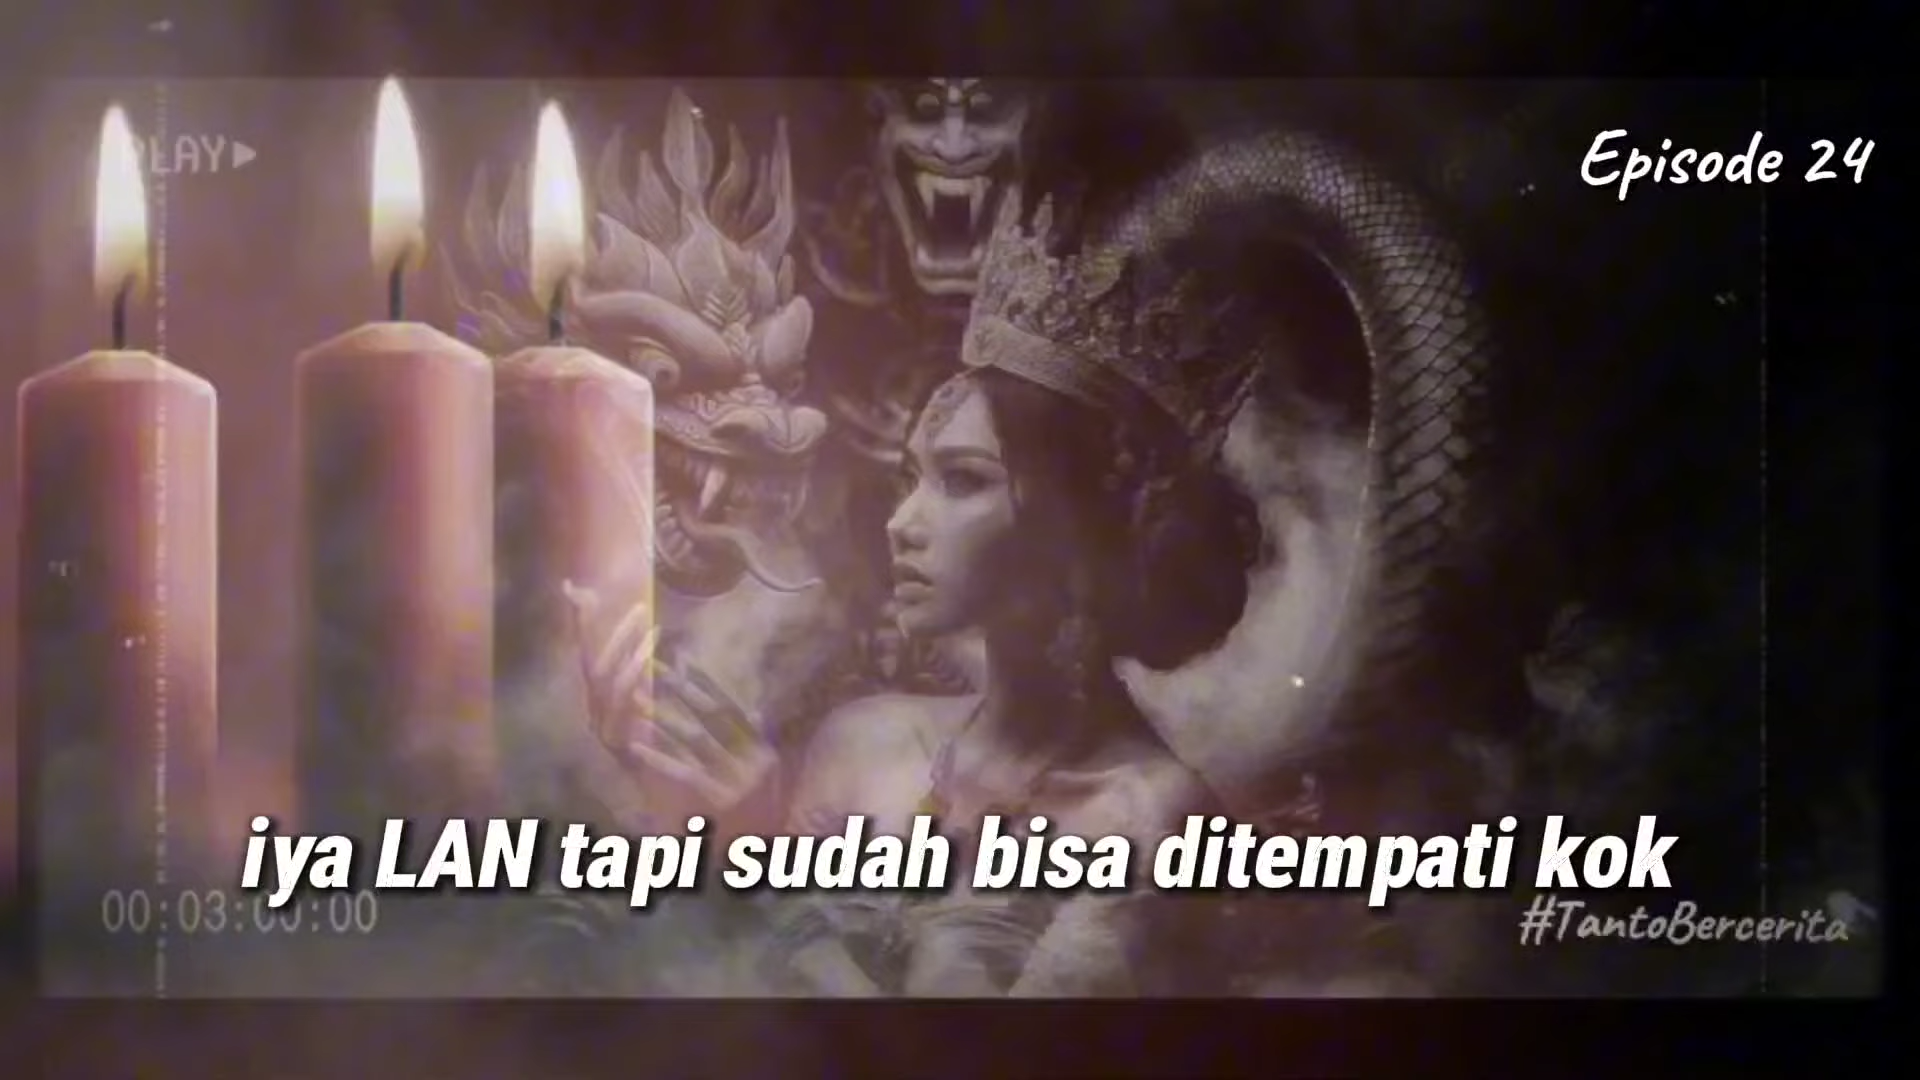 PLAY
Episode 24
iya LAN tapi sudah bisa ditempati kok
00:03:00:00
#TantoBercerita